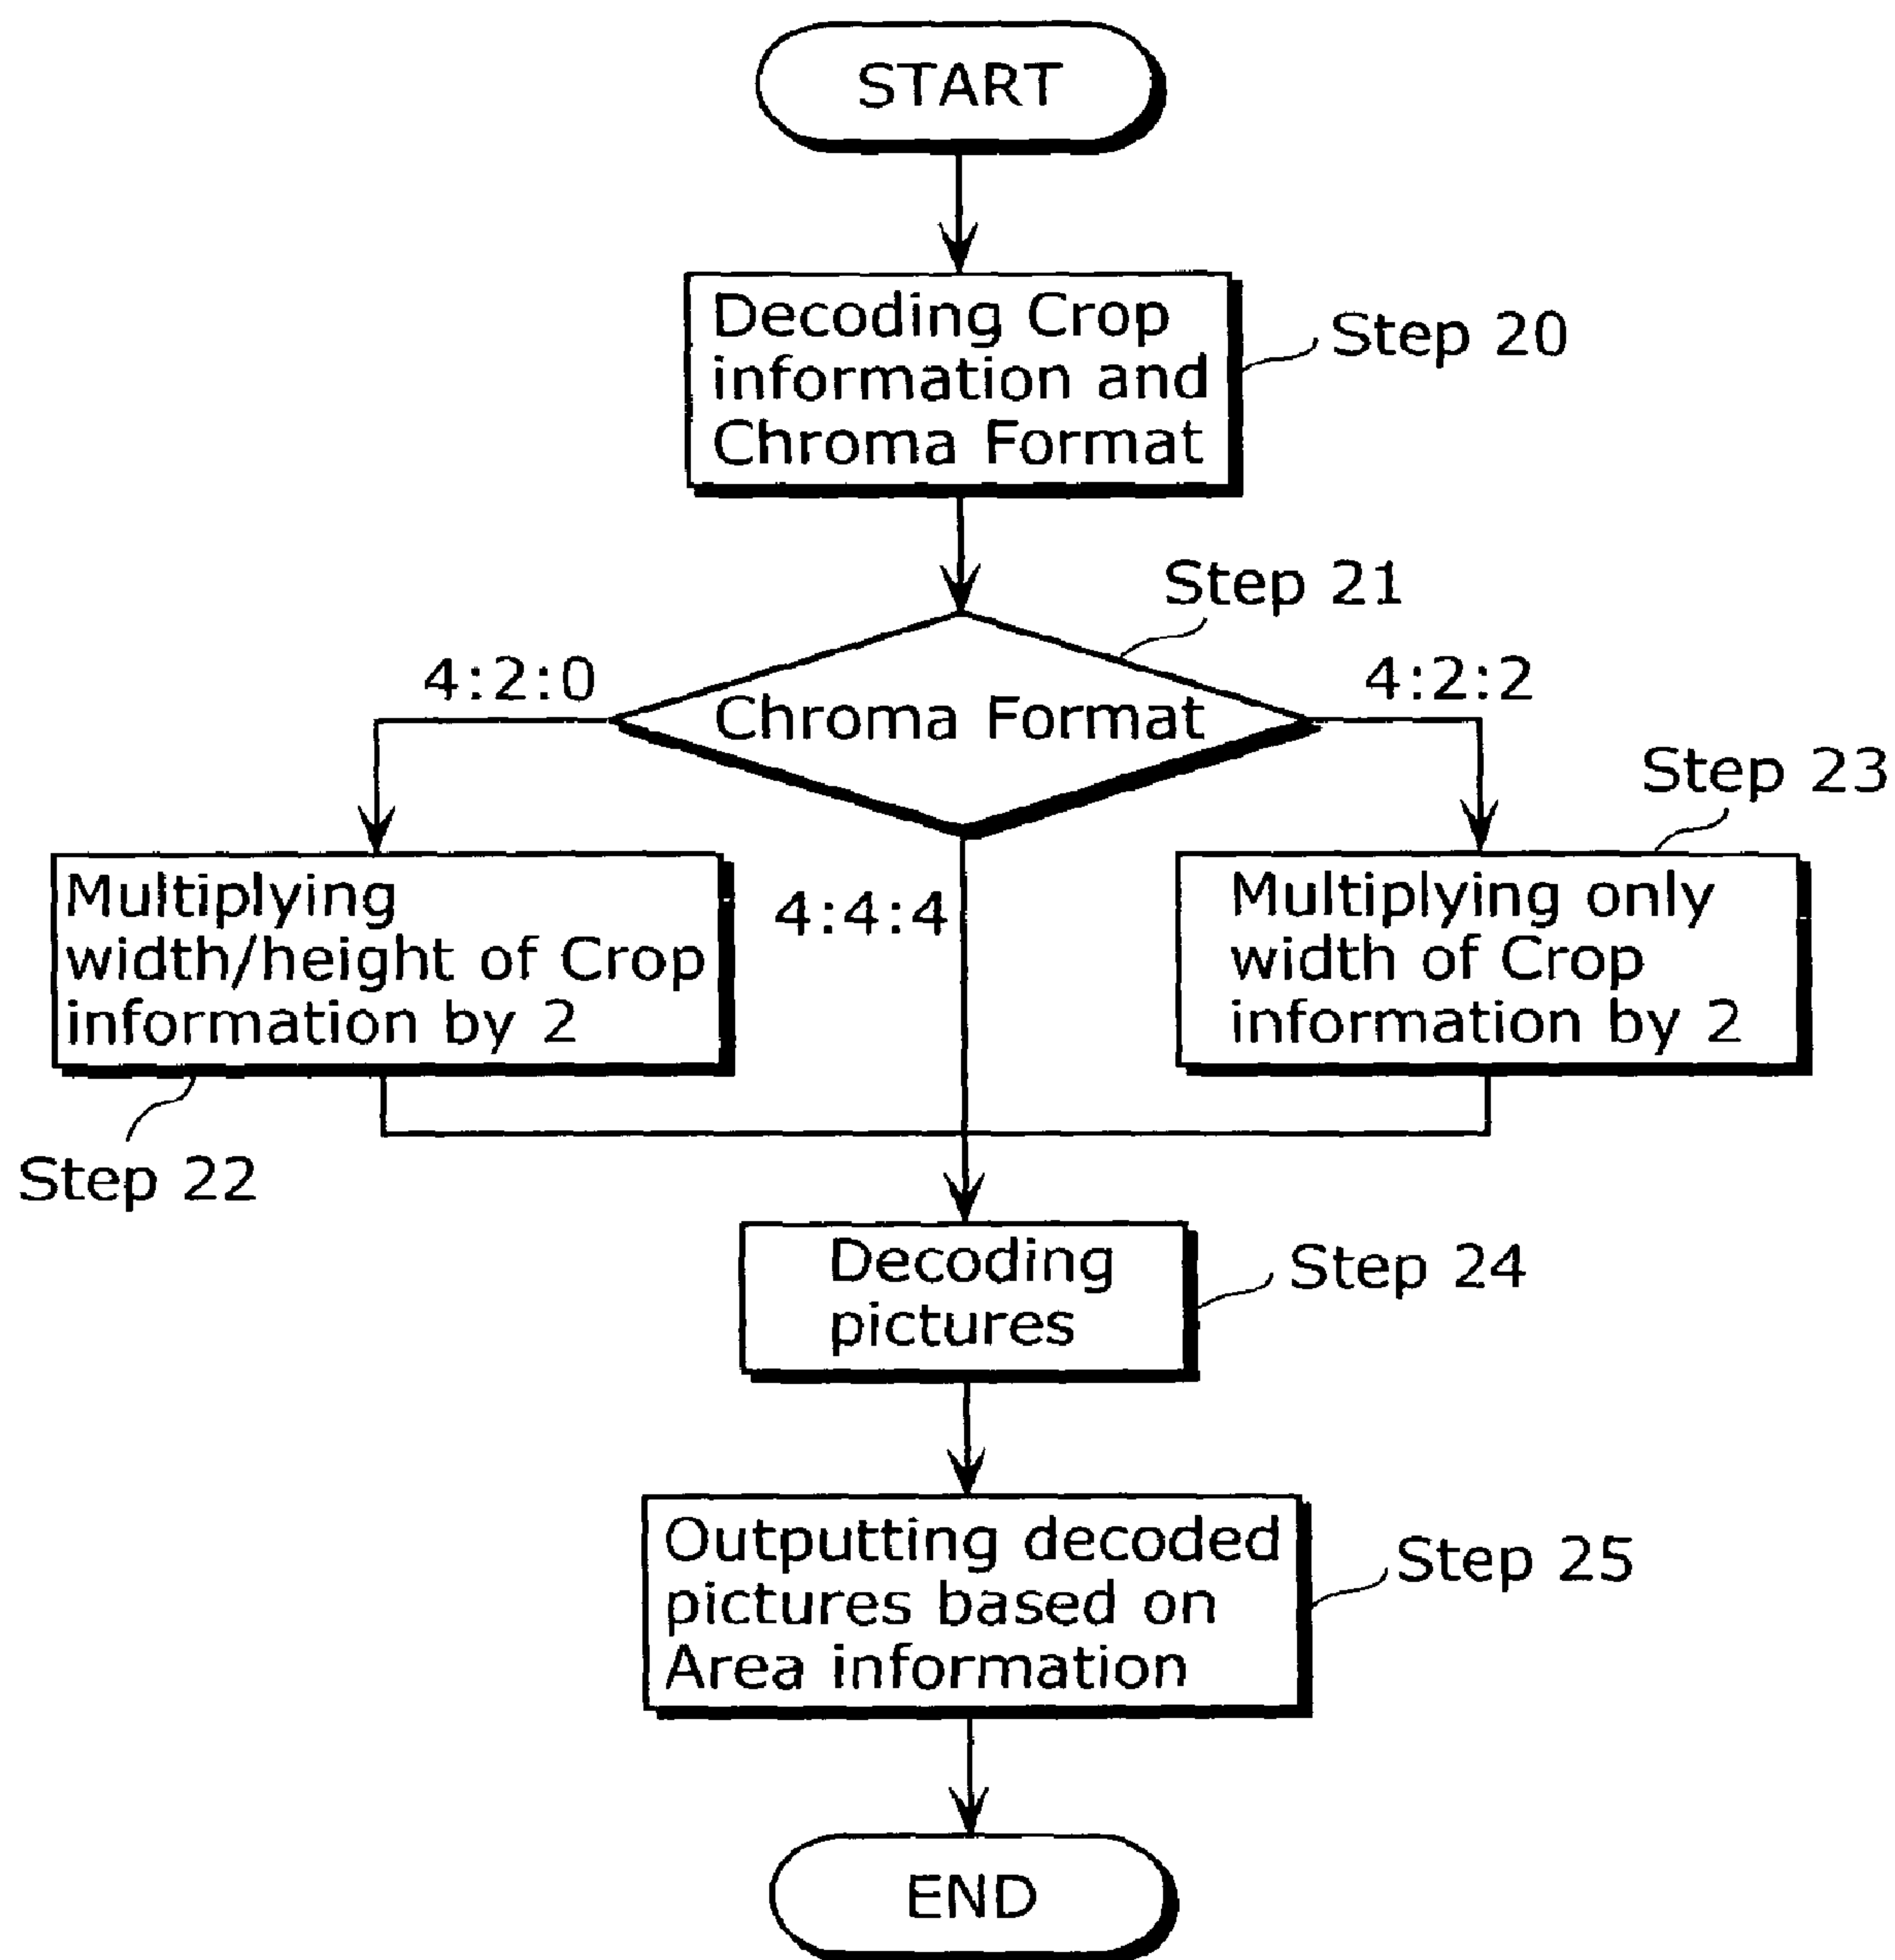 START
Decoding Crop
information and
Chroma Format
Step 20
Step 21
4:2:0
Chroma Format
4:2:2
Step 23
Multiplying
width/height of Crop
information by 2
4:4:4
Multiplying only
width of Crop
information by 2
Step 22
Decoding
pictures
Step 24
Outputting decoded
pictures based on
Area information
Step 25
END